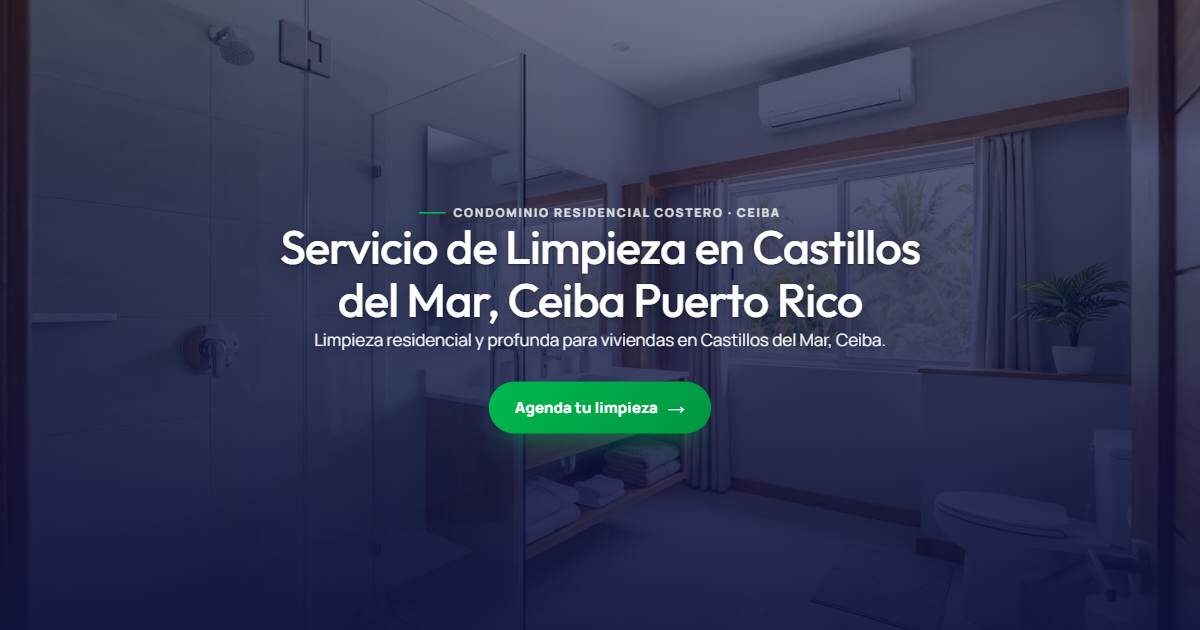 CONDOMINIO RESIDENCIAL COSTERO · CEIBA
Servicio de Limpieza en Castillos
del Mar, Ceiba Puerto Rico
Limpieza residencial y profunda para viviendas en Castillos del Mar, Ceiba.
Agenda tu limpieza →